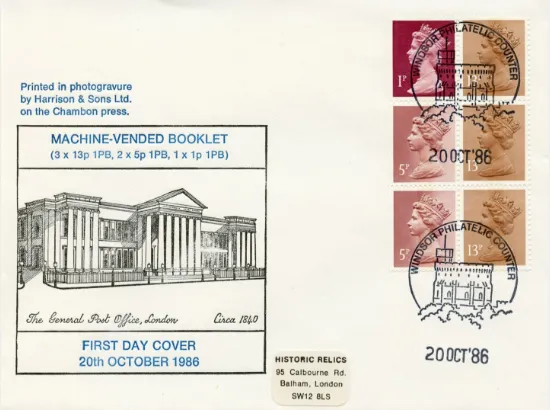 Printed in photogravure
by Harrison & Sons Ltd.
on the Chambon press.
MACHINE-VENDED BOOKLET
(3 x 13p 1PB, 2 x 5p 1PB, 1 x 1p 1PB)
The General Post Office, London Circa 1840
FIRST DAY COVER
20th OCTOBER 1986
HISTORIC RELICS
95 Calbourne Rd.
Balham, London
SW12 8LS
1P
WINDSOR PHILATELIC COUNTER
20 OCT '86
5P
13P
5P
13P
WINDSOR PHILATELIC COUNTER
20 OCT '86